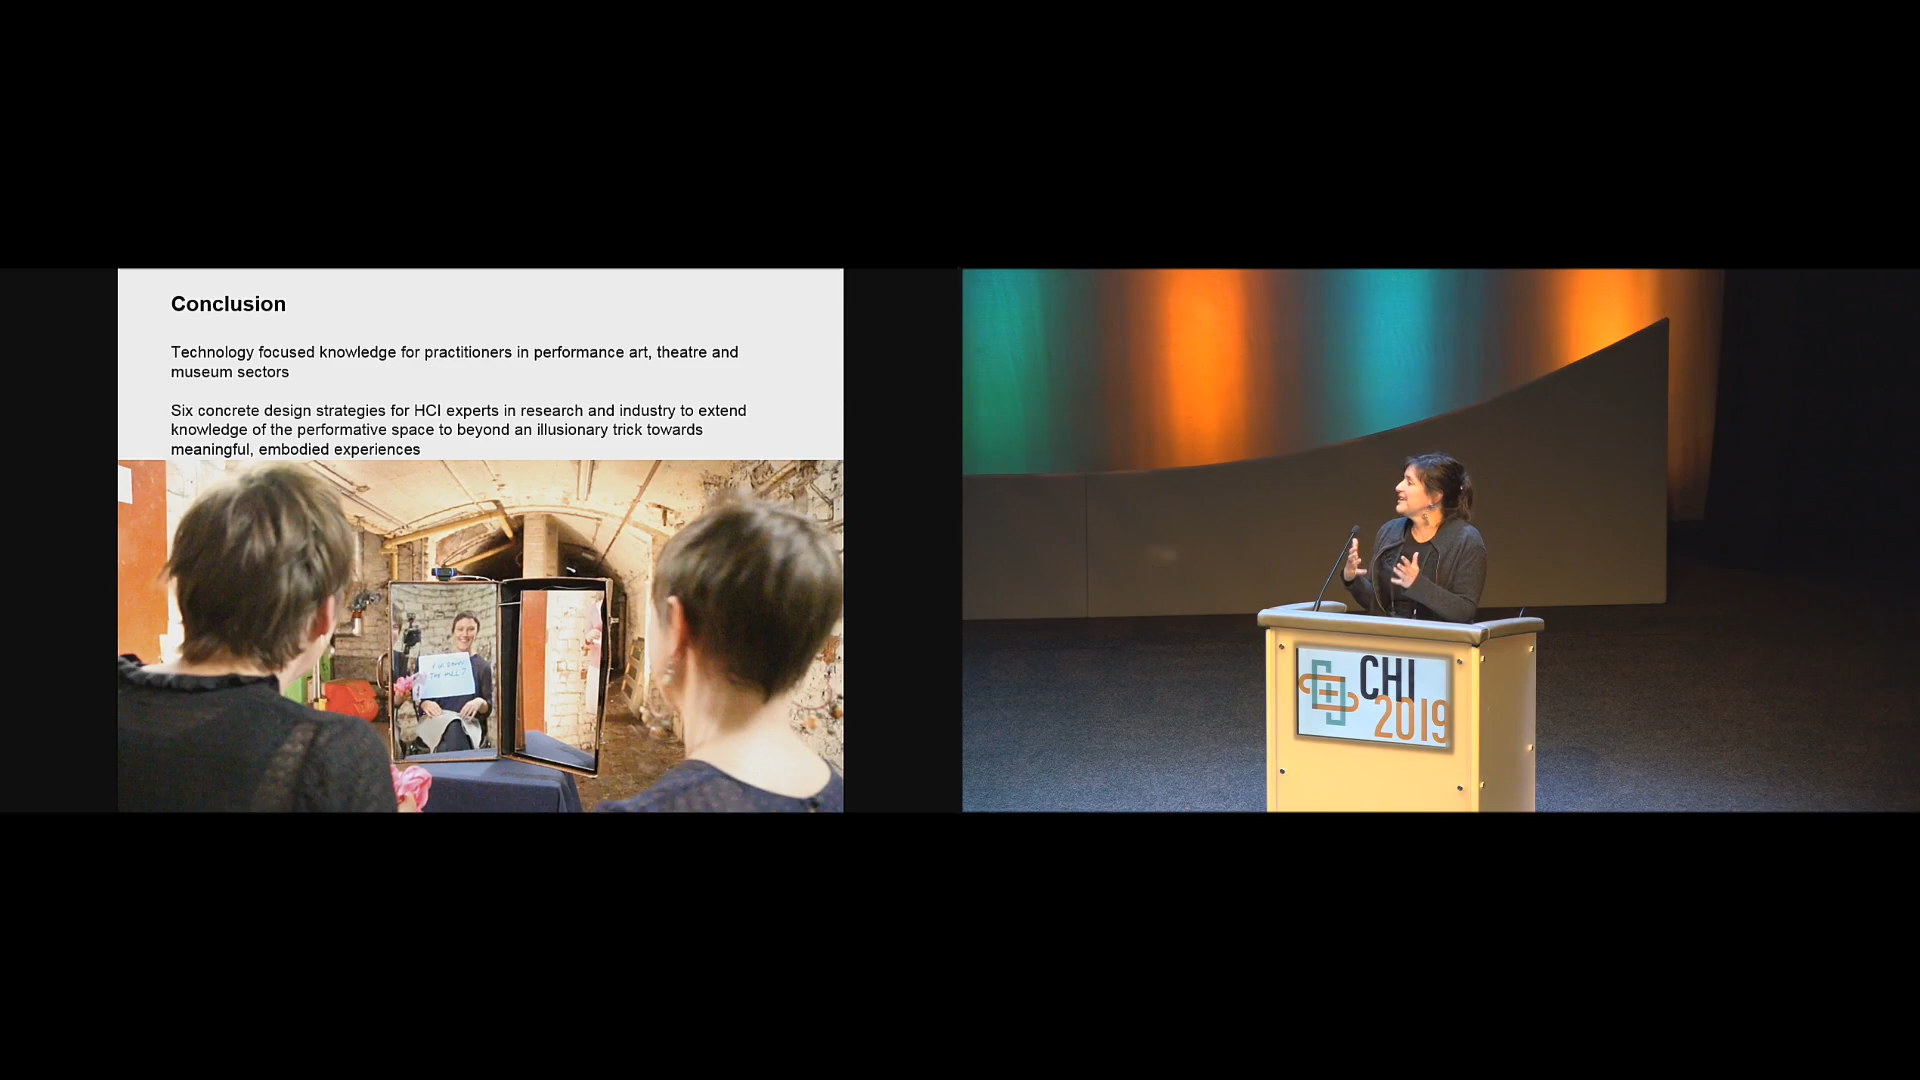 Conclusion
Technology focused knowledge for practitioners in performance art, theatre and
museum sectors
Six concrete design strategies for HCI experts in research and industry to extend
knowledge of the performative space to beyond an illusionary trick towards
meaningful, embodied experiences
THE HILL?
CHI
2019